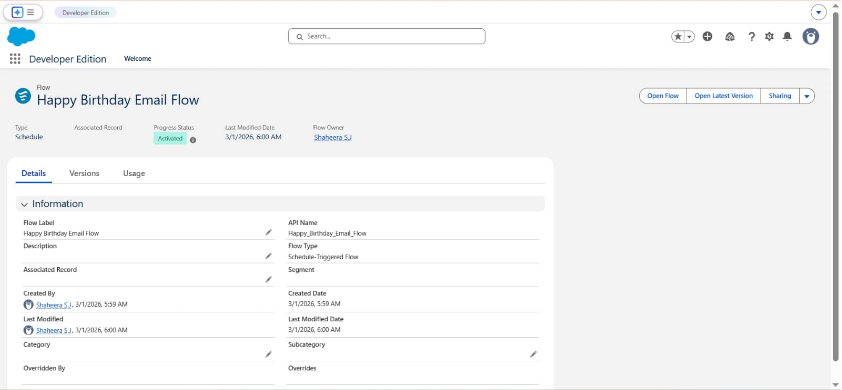 Developer Edition
Search...
Developer Edition Welcome
Flow
Happy Birthday Email Flow
Open Flow Open Latest Version Sharing
Type Associated Record Progress Status Last Modified Date Flow Owner
Schedule Activated 3/1/2026, 6:00 AM Shaheera S.J
Details Versions Usage
Information
Flow Label API Name
Happy Birthday Email Flow Happy_Birthday_Email_Flow
Description Flow Type
Schedule-Triggered Flow
Associated Record Segment
Created By Created Date
Shaheera S.J, 3/1/2026, 5:59 AM 3/1/2026, 5:59 AM
Last Modified Last Modified Date
Shaheera S.J, 3/1/2026, 6:00 AM 3/1/2026, 6:00 AM
Category Subcategory
Overridden By Overrides